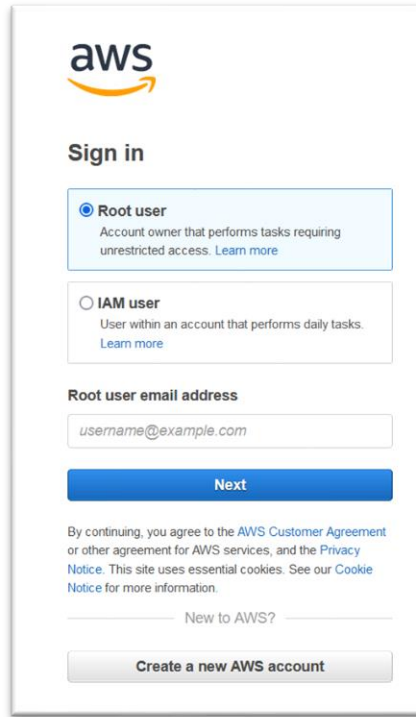 aws
Sign in
Root user
Account owner that performs tasks requiring
unrestricted access. Learn more
IAM user
User within an account that performs daily tasks.
Learn more
Root user email address
username@example.com
Next
By continuing, you agree to the AWS Customer Agreement
or other agreement for AWS services, and the Privacy
Notice. This site uses essential cookies. See our Cookie
Notice for more information.
New to AWS?
Create a new AWS account